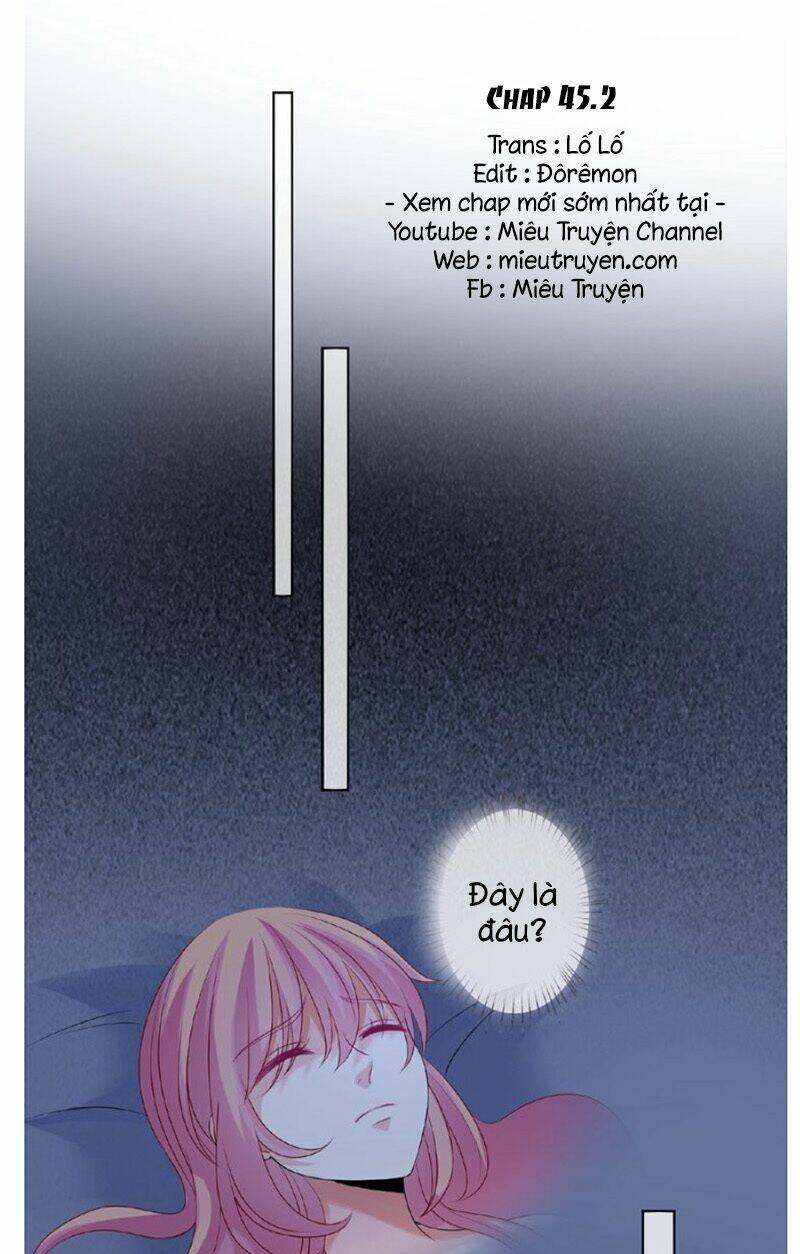 CHAP 45.2
Trans : Lố Lố
Edit : Đôrêmon
- Xem chap mới sớm nhất tại -
Youtube : Miêu Truyện Channel
Web : mieutruyen.com
Fb : Miêu Truyện
Đây là
đâu?